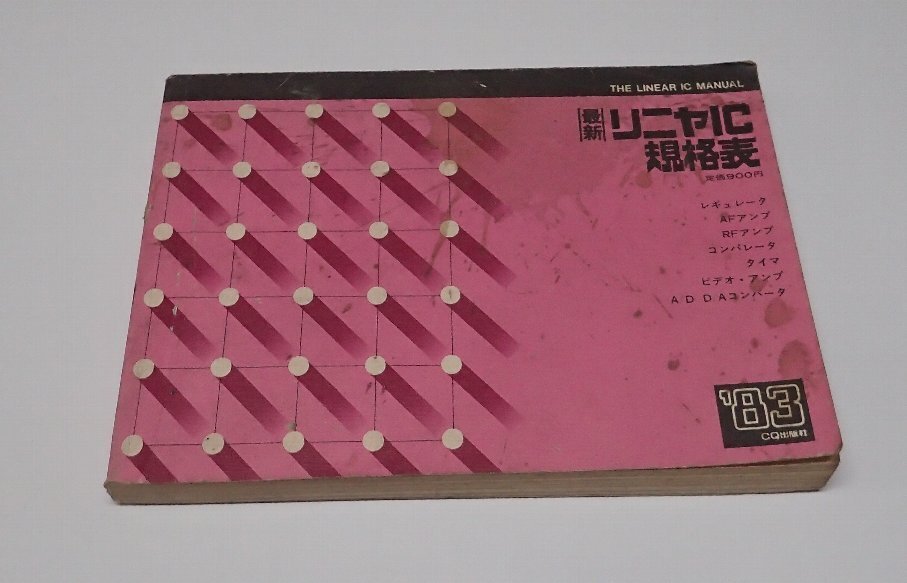 THE LINEAR IC MANUAL
最新
リニヤIC
規格表
定価900円
レギュレータ
AFアンプ
RFアンプ
コンパレータ
タイマ
ビデオ・アンプ
A D D Aコンバータ
'83
CQ出版社